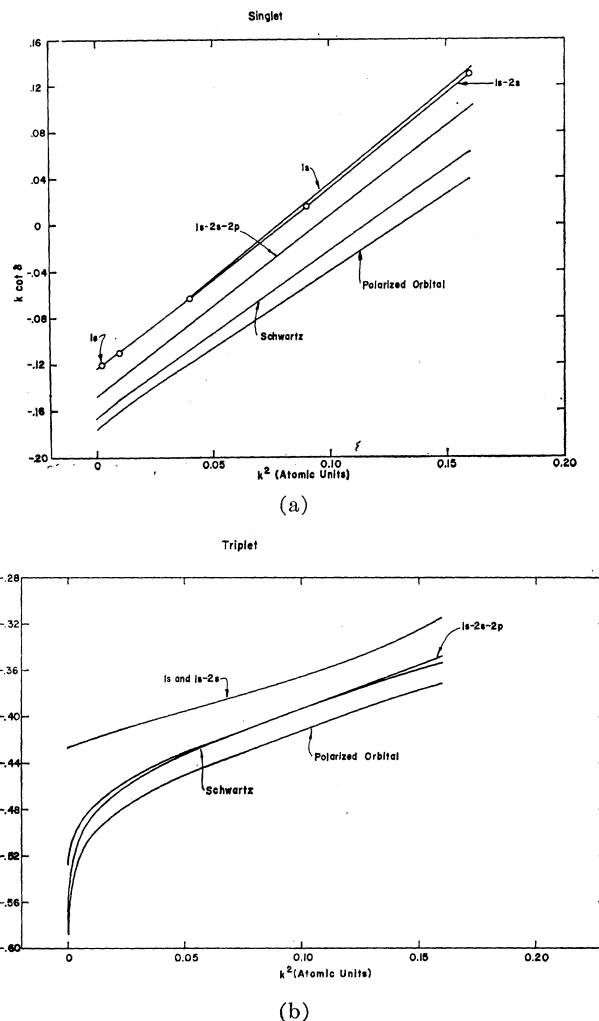 Singlet
.16
.12
.08
.04
0
-.04
-.08
-.12
-.16
-.20
k cot δ
1s-2s
1s
1s-2s-2p
Polarized Orbital
Schwartz
1s
0
0.05
0.10
0.15
0.20
k² (Atomic Units)
(a)
Triplet
-.28
-.32
-.36
-.40
-.44
-.48
-.52
-.56
-.60
1s-2s-2p
1s and 1s-2s
Polarized Orbital
Schwartz
0
0.05
0.10
0.15
0.20
k² (Atomic Units)
(b)